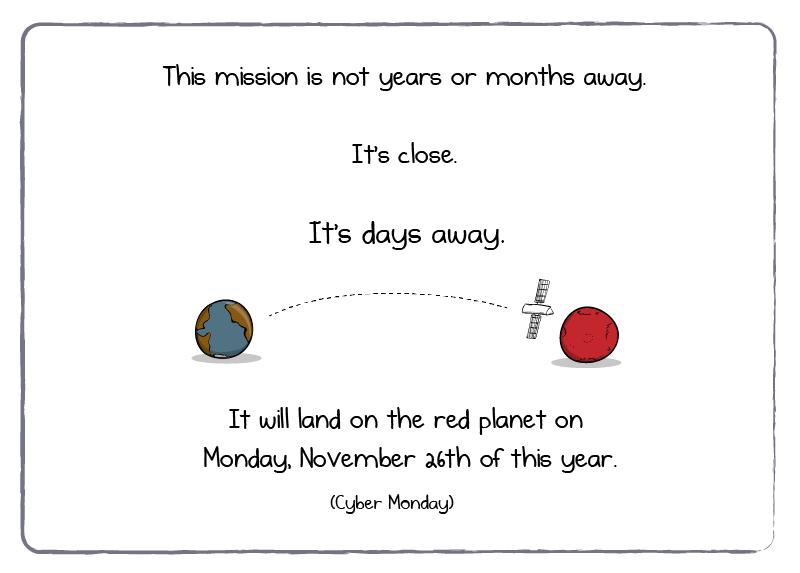 This mission is not years or months away.
It's close.
It's days away.
It will land on the red planet on
Monday, November 26th of this year.
(Cyber Monday)